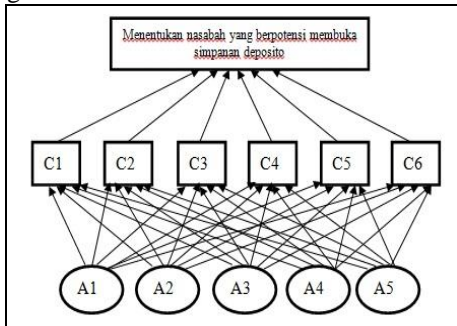 Menentukan nasabah yang berpotensi membuka
simpanan deposito
C1 C2 C3 C4 C5 C6
A1 A2 A3 A4 A5